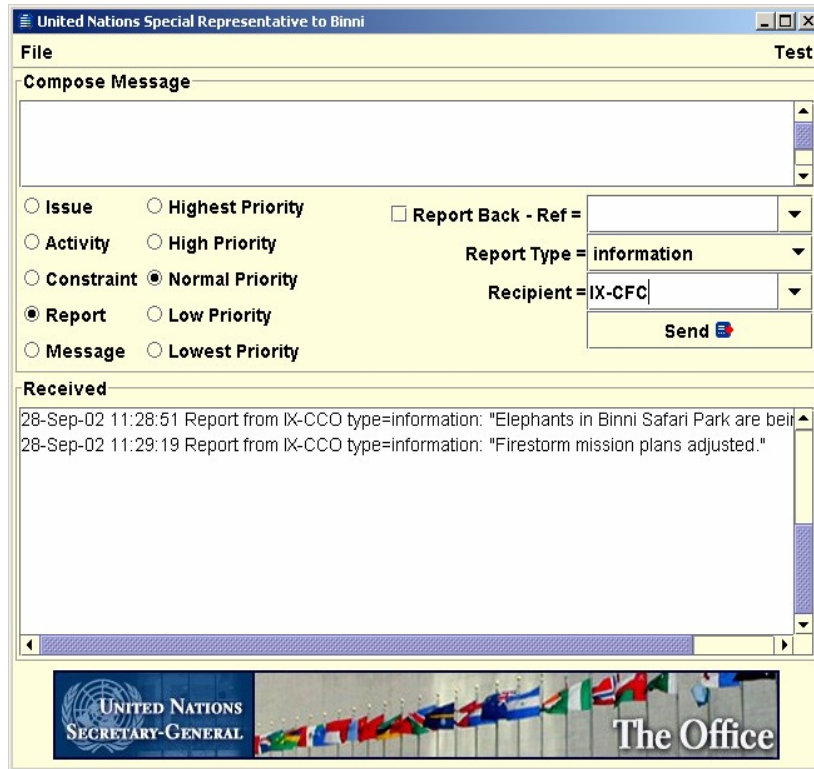 United Nations Special Representative to Binni
File Test
Compose Message
Issue Highest Priority
Report Back - Ref =
Activity High Priority
Report Type = information
Constraint Normal Priority
Recipient = IX-CFC
Report Low Priority
Send
Message Lowest Priority
Received
28-Sep-02 11:28:51 Report from IX-CCO type=information: "Elephants in Binni Safari Park are
28-Sep-02 11:29:19 Report from IX-CCO type=information: "Firestorm mission plans adjusted."
UNITED NATIONS
SECRETARY-GENERAL
The Office